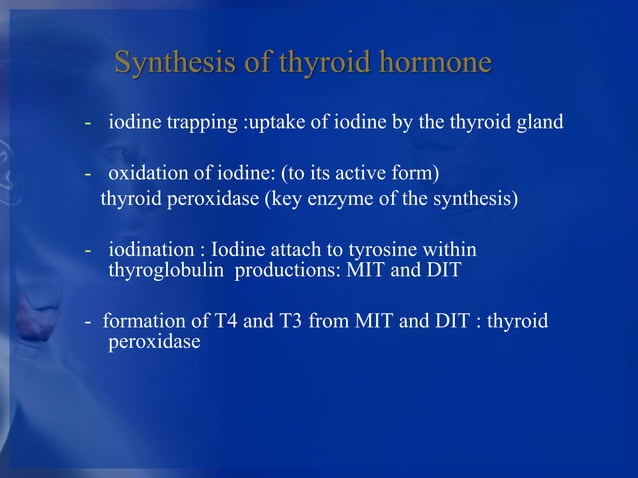 Synthesis of thyroid hormone
- iodine trapping :uptake of iodine by the thyroid gland
- oxidation of iodine: (to its active form)
thyroid peroxidase (key enzyme of the synthesis)
- iodination : Iodine attach to tyrosine within
thyroglobulin productions: MIT and DIT
- formation of T4 and T3 from MIT and DIT : thyroid
peroxidase